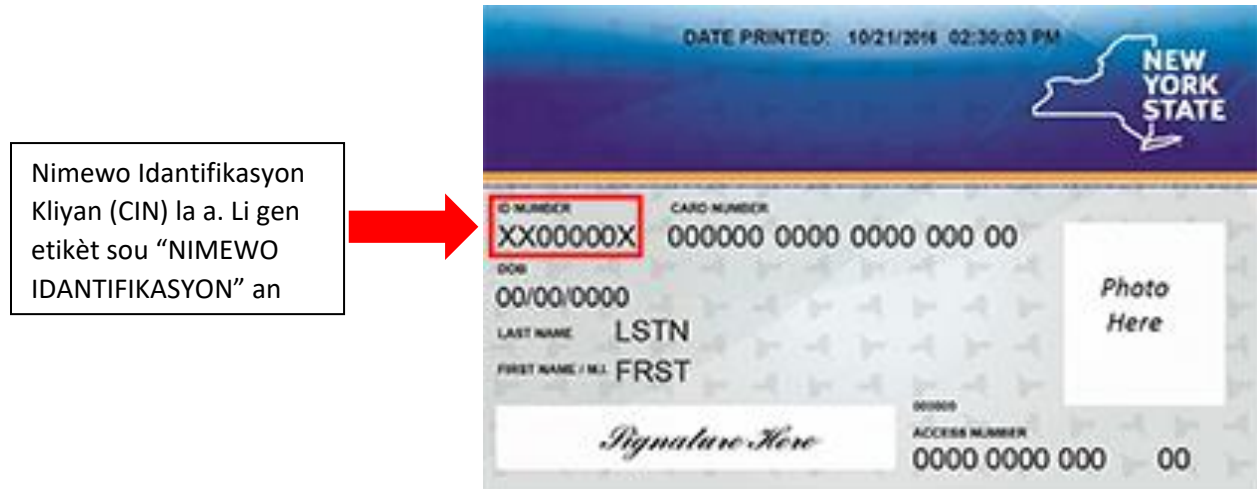 DATE PRINTED: 10/21/2016 02:30:03 PM
NEW
YORK
STATE
Nimewo Idantifikasyon
Kliyan (CIN) la a. Li gen
etikèt sou “NIMEWO
IDANTIFIKASYON” an
ID NUMBER CARD NUMBER
XX00000X 000000 0000 0000 000 00
DOB
00/00/0000
LAST NAME LSTN
FIRST NAME / M.I. FRST
Photo
Here
Signature Here
ACCESS NUMBER
0000 0000 000 00